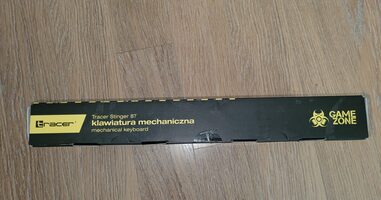 tracer
Tracer Stinger 87
klawiatura mechaniczna
mechanical keyboard
GAME
ZONE